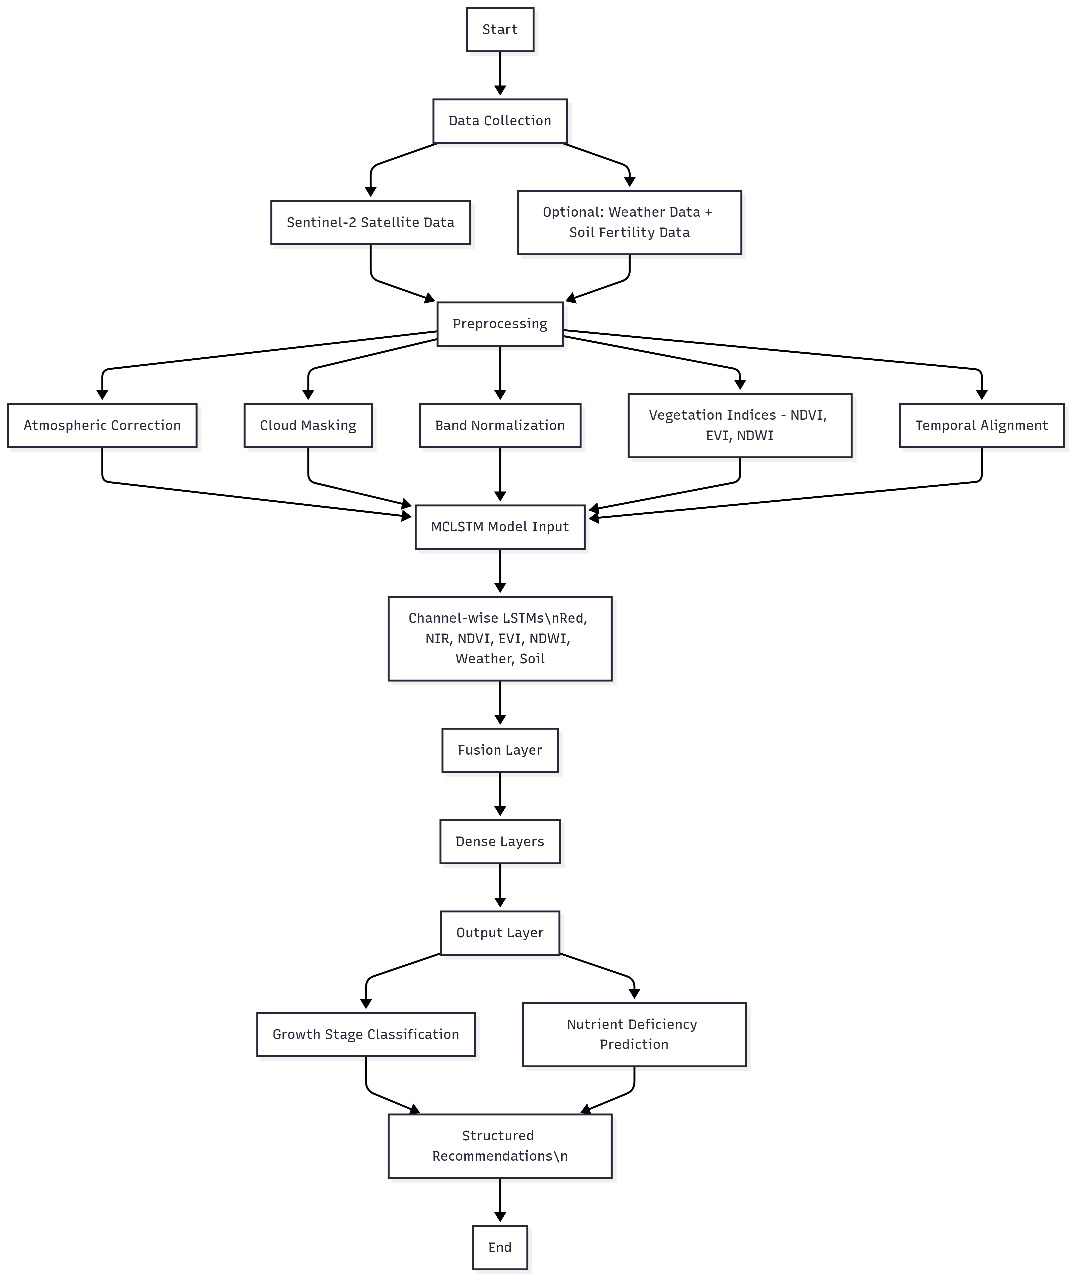 Start
Data Collection
Sentinel-2 Satellite Data
Optional: Weather Data +
Soil Fertility Data
Preprocessing
Atmospheric Correction
Cloud Masking
Band Normalization
Vegetation Indices - NDVI,
EVI, NDWI
Temporal Alignment
MCLSTM Model Input
Channel-wise LSTMs\nRed,
NIR, NDVI, EVI, NDWI,
Weather, Soil
Fusion Layer
Dense Layers
Output Layer
Growth Stage Classification
Nutrient Deficiency
Prediction
Structured
Recommendations\n
End